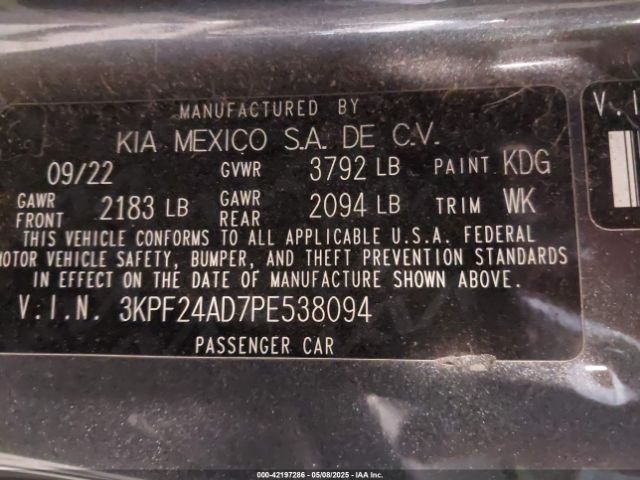 MANUFACTURED BY
KIA MEXICO S.A. DE C.V.
09/22 GVWR 3792 LB PAINT KDG
GAWR FRONT 2183 LB GAWR REAR 2094 LB TRIM WK
THIS VEHICLE CONFORMS TO ALL APPLICABLE U.S.A. FEDERAL
MOTOR VEHICLE SAFETY, BUMPER, AND THEFT PREVENTION STANDARDS
IN EFFECT ON THE DATE OF MANUFACTURE SHOWN ABOVE.
V.I.N. 3KPF24AD7PE538094
PASSENGER CAR
V.I
000-42197286 - 05/08/2025 - IAA Inc.